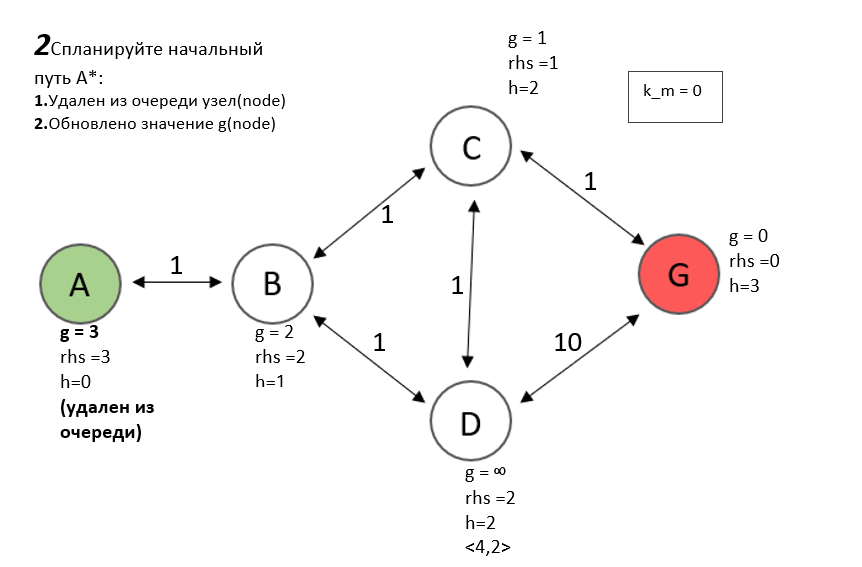 2Спланируйте начальный
путь A*:
1.Удален из очереди узел(node)
2.Обновлено значение g(node)
g = 1
rhs =1
h=2
k_m = 0
C
1
1
g = 0
rhs =0
h=3
A
1
B
1
G
g = 3
rhs =3
h=0
(удален из
очереди)
g = 2
rhs =2
h=1
1
10
D
g = ∞
rhs =2
h=2
<4,2>